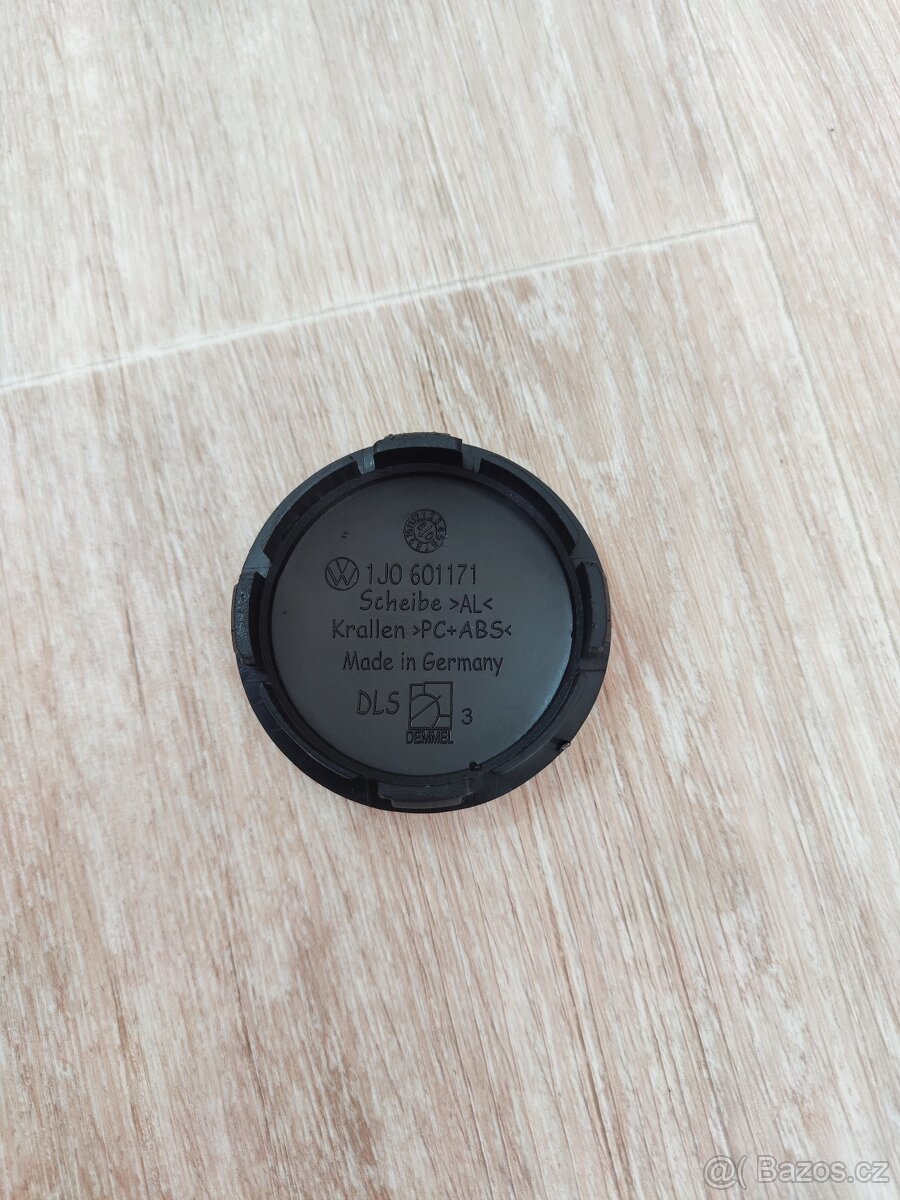 1J0 601171
Scheibe >AL<
Krallen >PC+ABS<
Made in Germany
DLS
3
DEMMEL
@( Bazos.cz